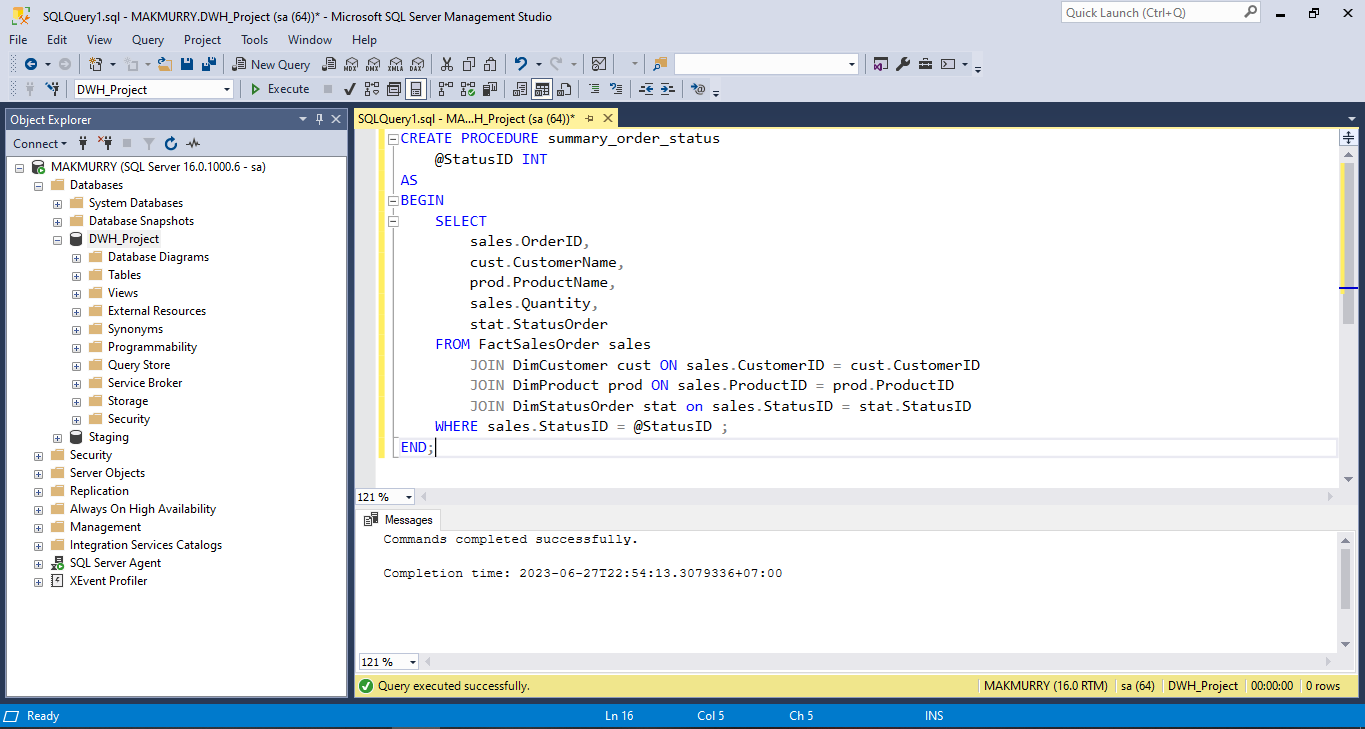 SQLQuery1.sql - MAKMURRY.DWH_Project (sa (64))* - Microsoft SQL Server Management Studio
Quick Launch (Ctrl+Q)
File Edit View Query Project Tools Window Help
New Query MDX DMX XMLA DAX
DWH_Project Execute
Object Explorer
Connect
MAKMURRY (SQL Server 16.0.1000.6 - sa)
Databases
System Databases
Database Snapshots
DWH_Project
Database Diagrams
Tables
Views
External Resources
Synonyms
Programmability
Query Store
Service Broker
Storage
Security
Staging
Security
Server Objects
Replication
Always On High Availability
Management
Integration Services Catalogs
SQL Server Agent
XEvent Profiler
SQLQuery1.sql - MA...H_Project (sa (64))*
CREATE PROCEDURE summary_order_status
@StatusID INT
AS
BEGIN
SELECT
sales.OrderID,
cust.CustomerName,
prod.ProductName,
sales.Quantity,
stat.StatusOrder
FROM FactSalesOrder sales
JOIN DimCustomer cust ON sales.CustomerID = cust.CustomerID
JOIN DimProduct prod ON sales.ProductID = prod.ProductID
JOIN DimStatusOrder stat on sales.StatusID = stat.StatusID
WHERE sales.StatusID = @StatusID ;
END;
121 %
Messages
Commands completed successfully.
Completion time: 2023-06-27T22:54:13.3079336+07:00
121 %
Query executed successfully.
MAKMURRY (16.0 RTM) sa (64) DWH_Project 00:00:00 0 rows
Ready Ln 16 Col 5 Ch 5 INS